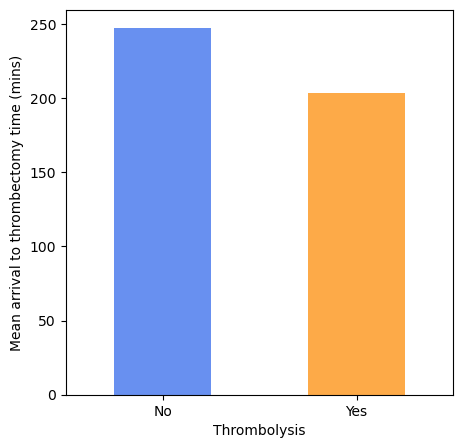 Mean arrival to thrombectomy time (mins)
250
200
150
100
50
0
No Yes
Thrombolysis